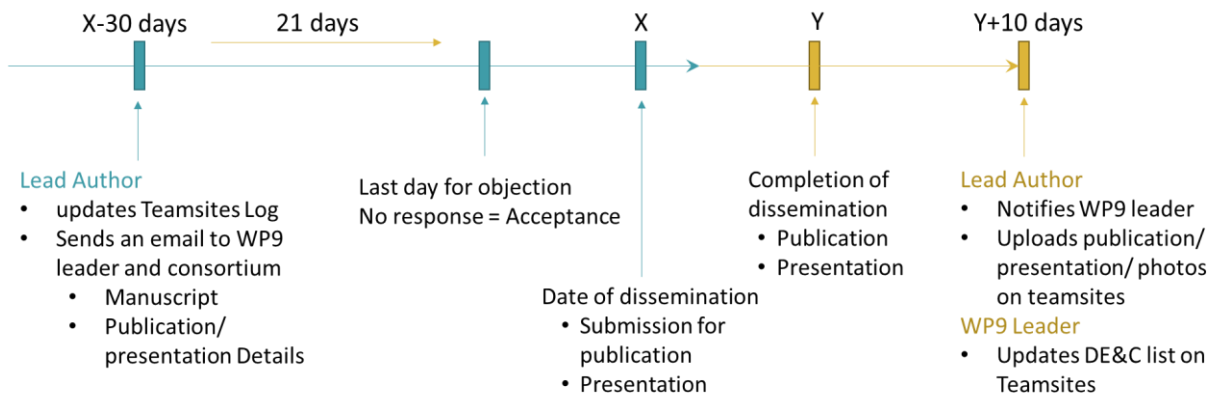 X-30 days
21 days
X
Y
Y+10 days
Lead Author
• updates Teamsites Log
• Sends an email to WP9
leader and consortium
• Manuscript
• Publication/
presentation Details
Last day for objection
No response = Acceptance
Date of dissemination
• Submission for
publication
• Presentation
Completion of
dissemination
• Publication
• Presentation
Lead Author
• Notifies WP9 leader
• Uploads publication/
presentation/ photos
on teamsites
WP9 Leader
• Updates DE&C list on
Teamsites